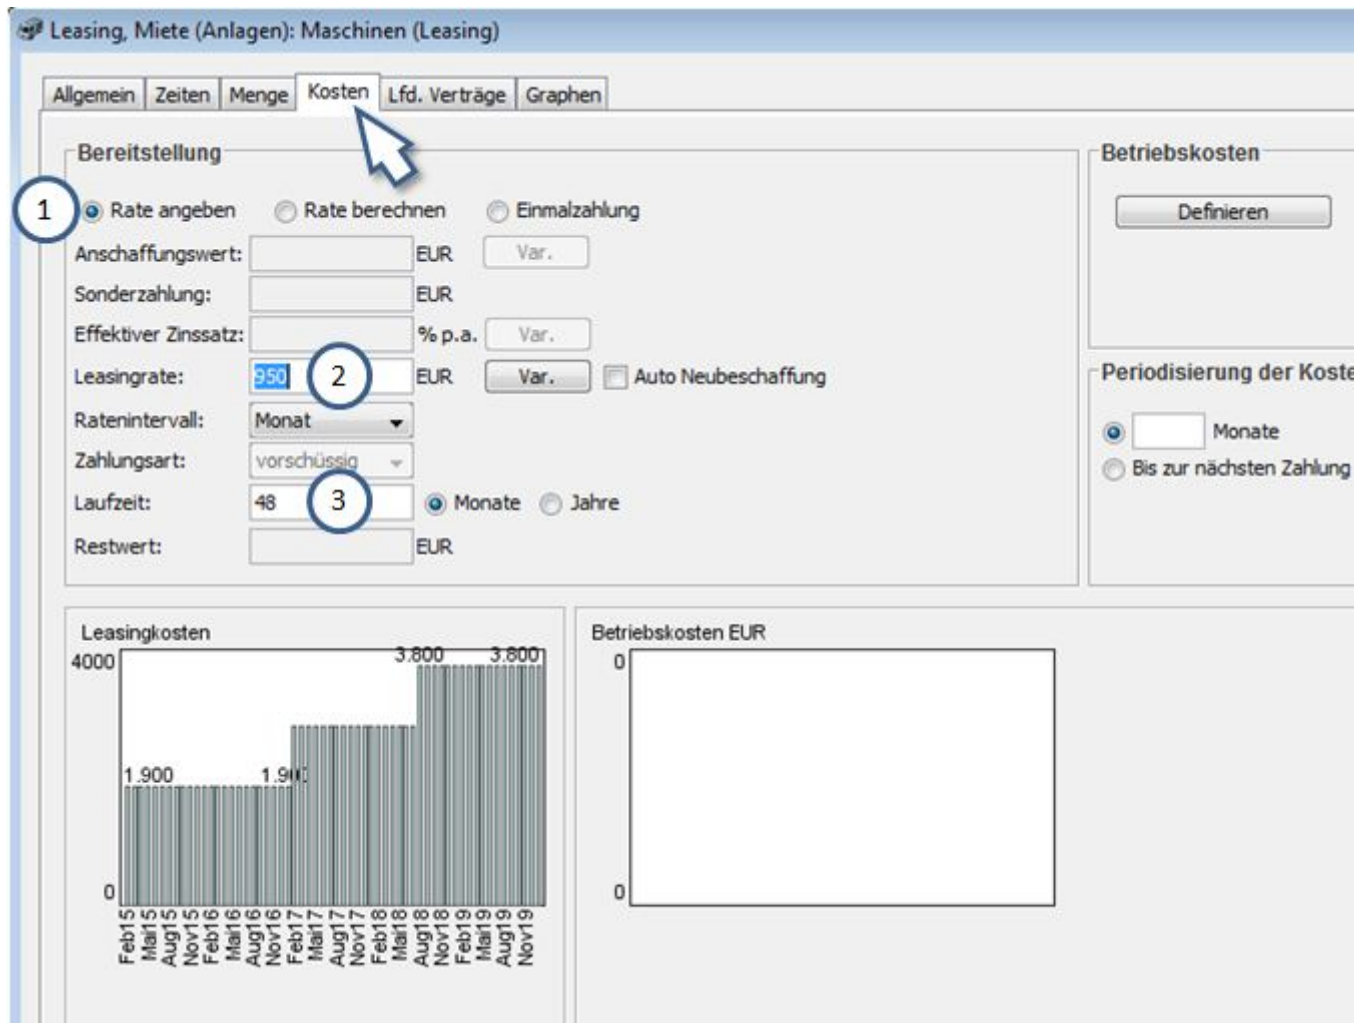 Leasing, Miete (Anlagen): Maschinen (Leasing)
Allgemein Zeiten Menge Kosten Lfd. Verträge Graphen
Bereitstellung
1 Rate angeben Rate berechnen Einmalzahlung
Anschaffungswert: EUR Var.
Sonderzahlung: EUR
Effektiver Zinssatz: % p.a. Var.
Leasingrate: 950 2 EUR Var. Auto Neubeschaffung
Ratenintervall: Monat
Zahlungsart: vorschüssig
Laufzeit: 48 3 Monate Jahre
Restwert: EUR
Betriebskosten
Definieren
Periodisierung der Koste
Monate
Bis zur nächsten Zahlung
Leasingkosten
4000
3.800 3.800
1.900 1.900
0
Feb15 Mai15 Aug15 Nov15 Feb16 Mai16 Aug16 Nov16 Feb17 Mai17 Aug17 Nov17 Feb18 Mai18 Aug18 Nov18 Feb19 Mai19 Aug19 Nov19
Betriebskosten EUR
0
0